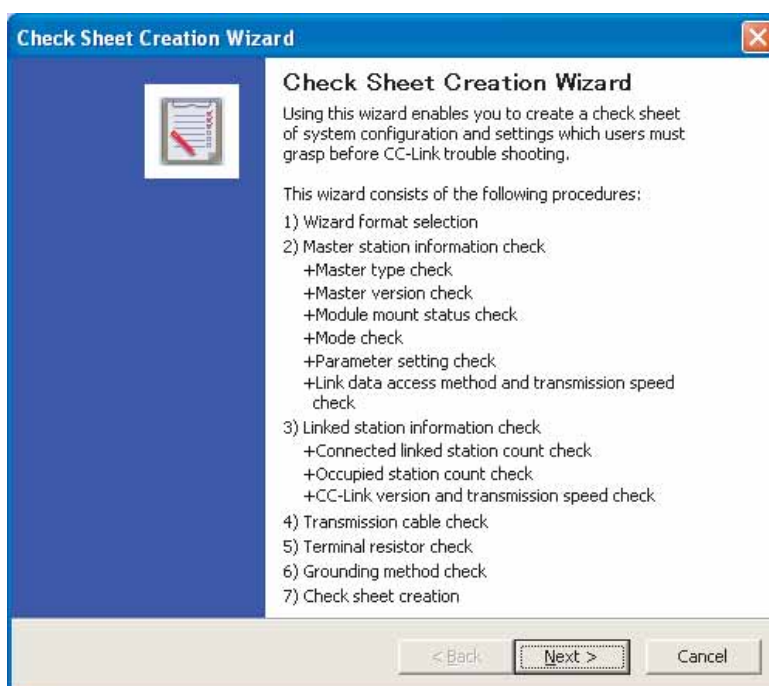 Check Sheet Creation Wizard
Check Sheet Creation Wizard
Using this wizard enables you to create a check sheet
of system configuration and settings which users must
grasp before CC-Link trouble shooting.
This wizard consists of the following procedures:
1) Wizard format selection
2) Master station information check
+Master type check
+Master version check
+Module mount status check
+Mode check
+Parameter setting check
+Link data access method and transmission speed
check
3) Linked station information check
+Connected linked station count check
+Occupied station count check
+CC-Link version and transmission speed check
4) Transmission cable check
5) Terminal resistor check
6) Grounding method check
7) Check sheet creation
< Back Next > Cancel